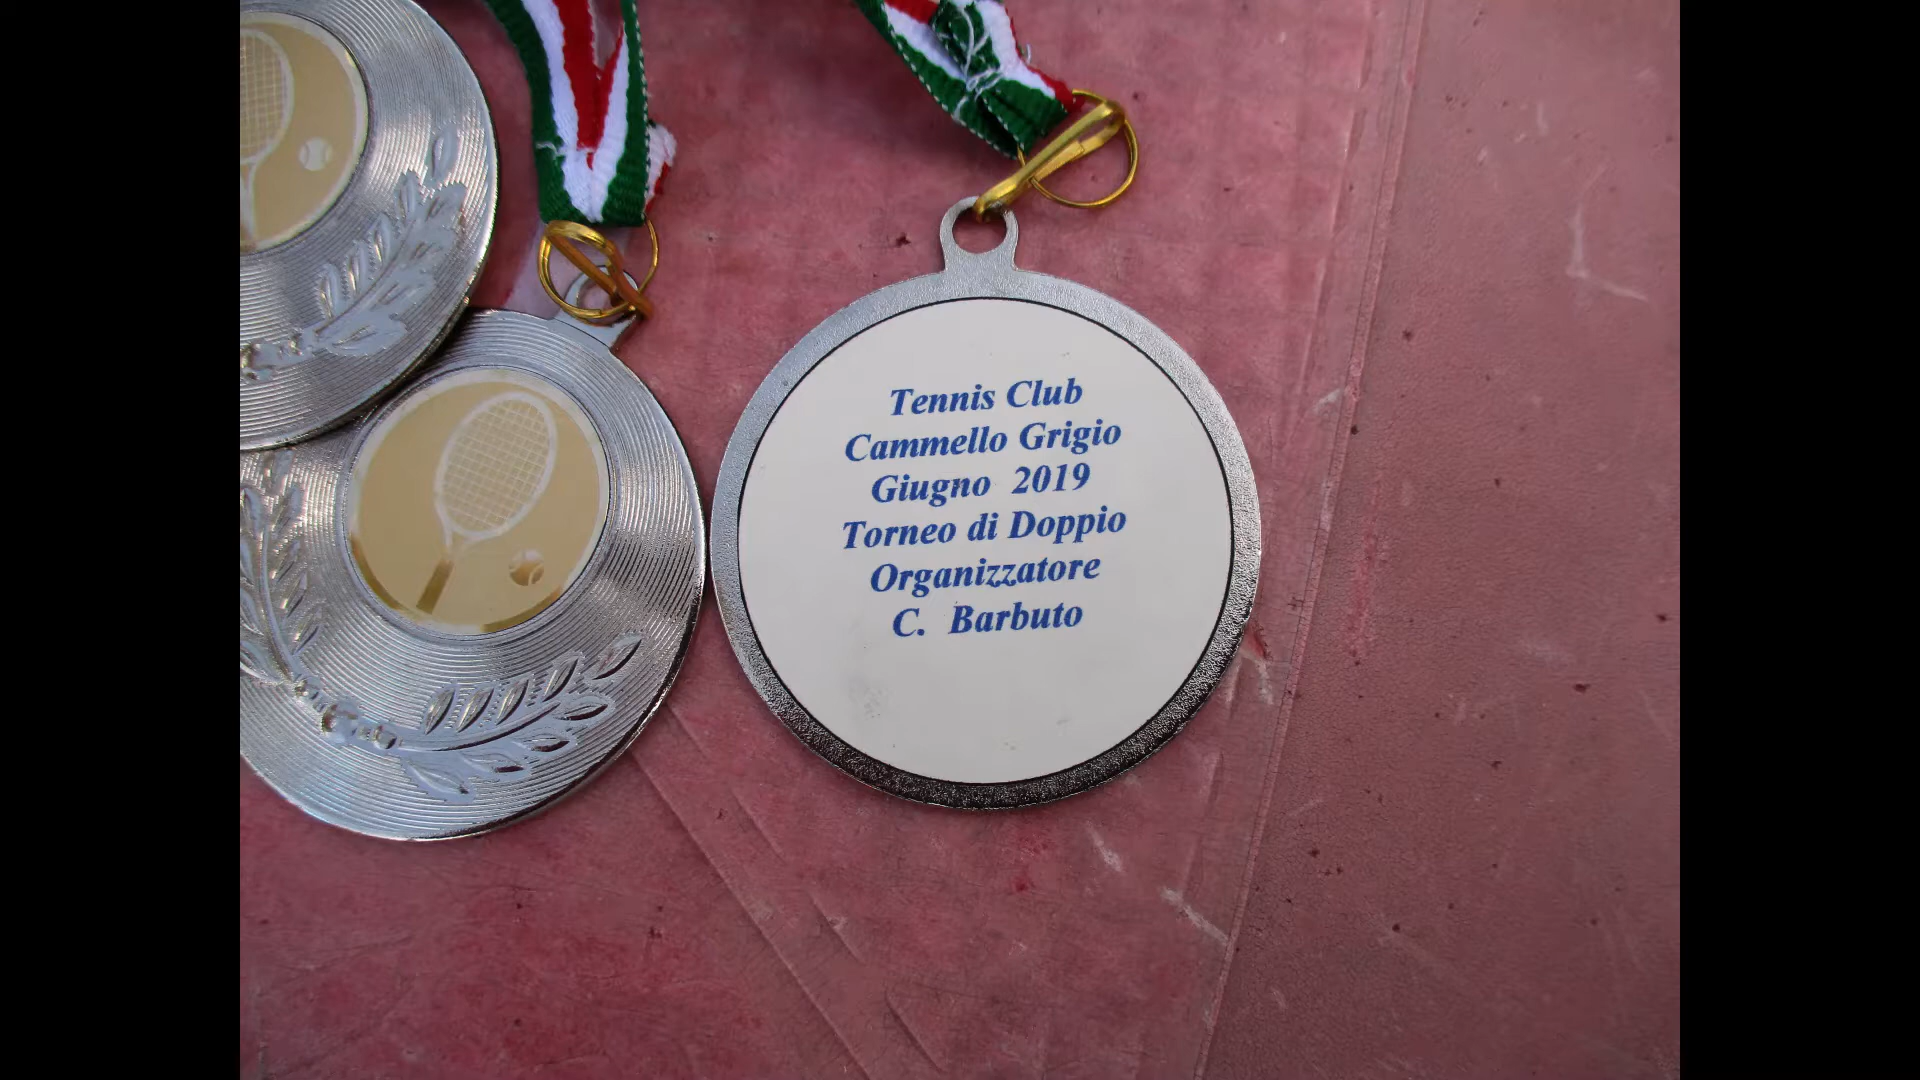 Tennis Club
Cammello Grigio
Giugno 2019
Torneo di Doppio
Organizzatore
C. Barbuto